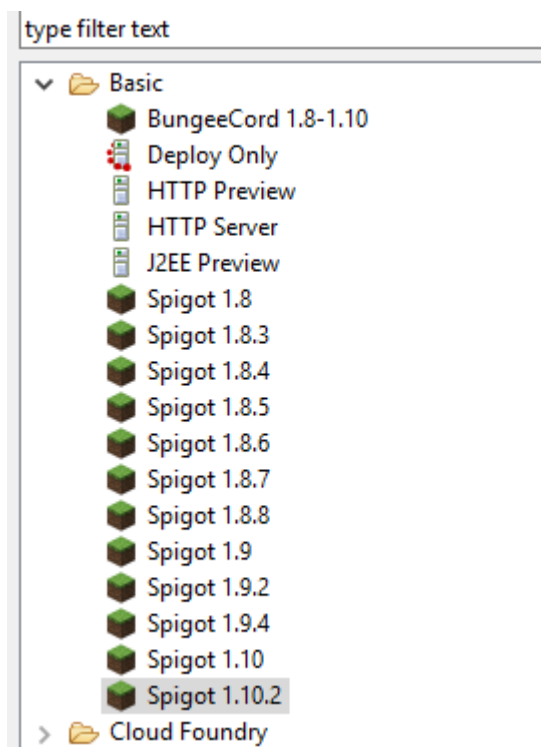 type filter text
Basic
BungeeCord 1.8-1.10
Deploy Only
HTTP Preview
HTTP Server
J2EE Preview
Spigot 1.8
Spigot 1.8.3
Spigot 1.8.4
Spigot 1.8.5
Spigot 1.8.6
Spigot 1.8.7
Spigot 1.8.8
Spigot 1.9
Spigot 1.9.2
Spigot 1.9.4
Spigot 1.10
Spigot 1.10.2
Cloud Foundry